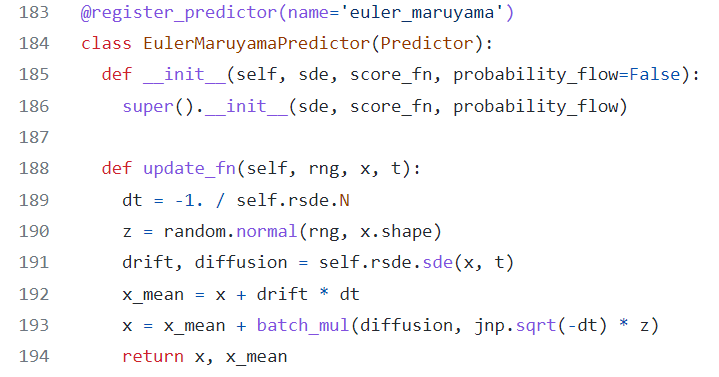 183 @register_predictor(name='euler_maruyama')
184 class EulerMaruyamaPredictor(Predictor):
185   def __init__(self, sde, score_fn, probability_flow=False):
186     super().__init__(sde, score_fn, probability_flow)
187
188   def update_fn(self, rng, x, t):
189     dt = -1. / self.rsde.N
190     z = random.normal(rng, x.shape)
191     drift, diffusion = self.rsde.sde(x, t)
192     x_mean = x + drift * dt
193     x = x_mean + batch_mul(diffusion, jnp.sqrt(-dt) * z)
194     return x, x_mean